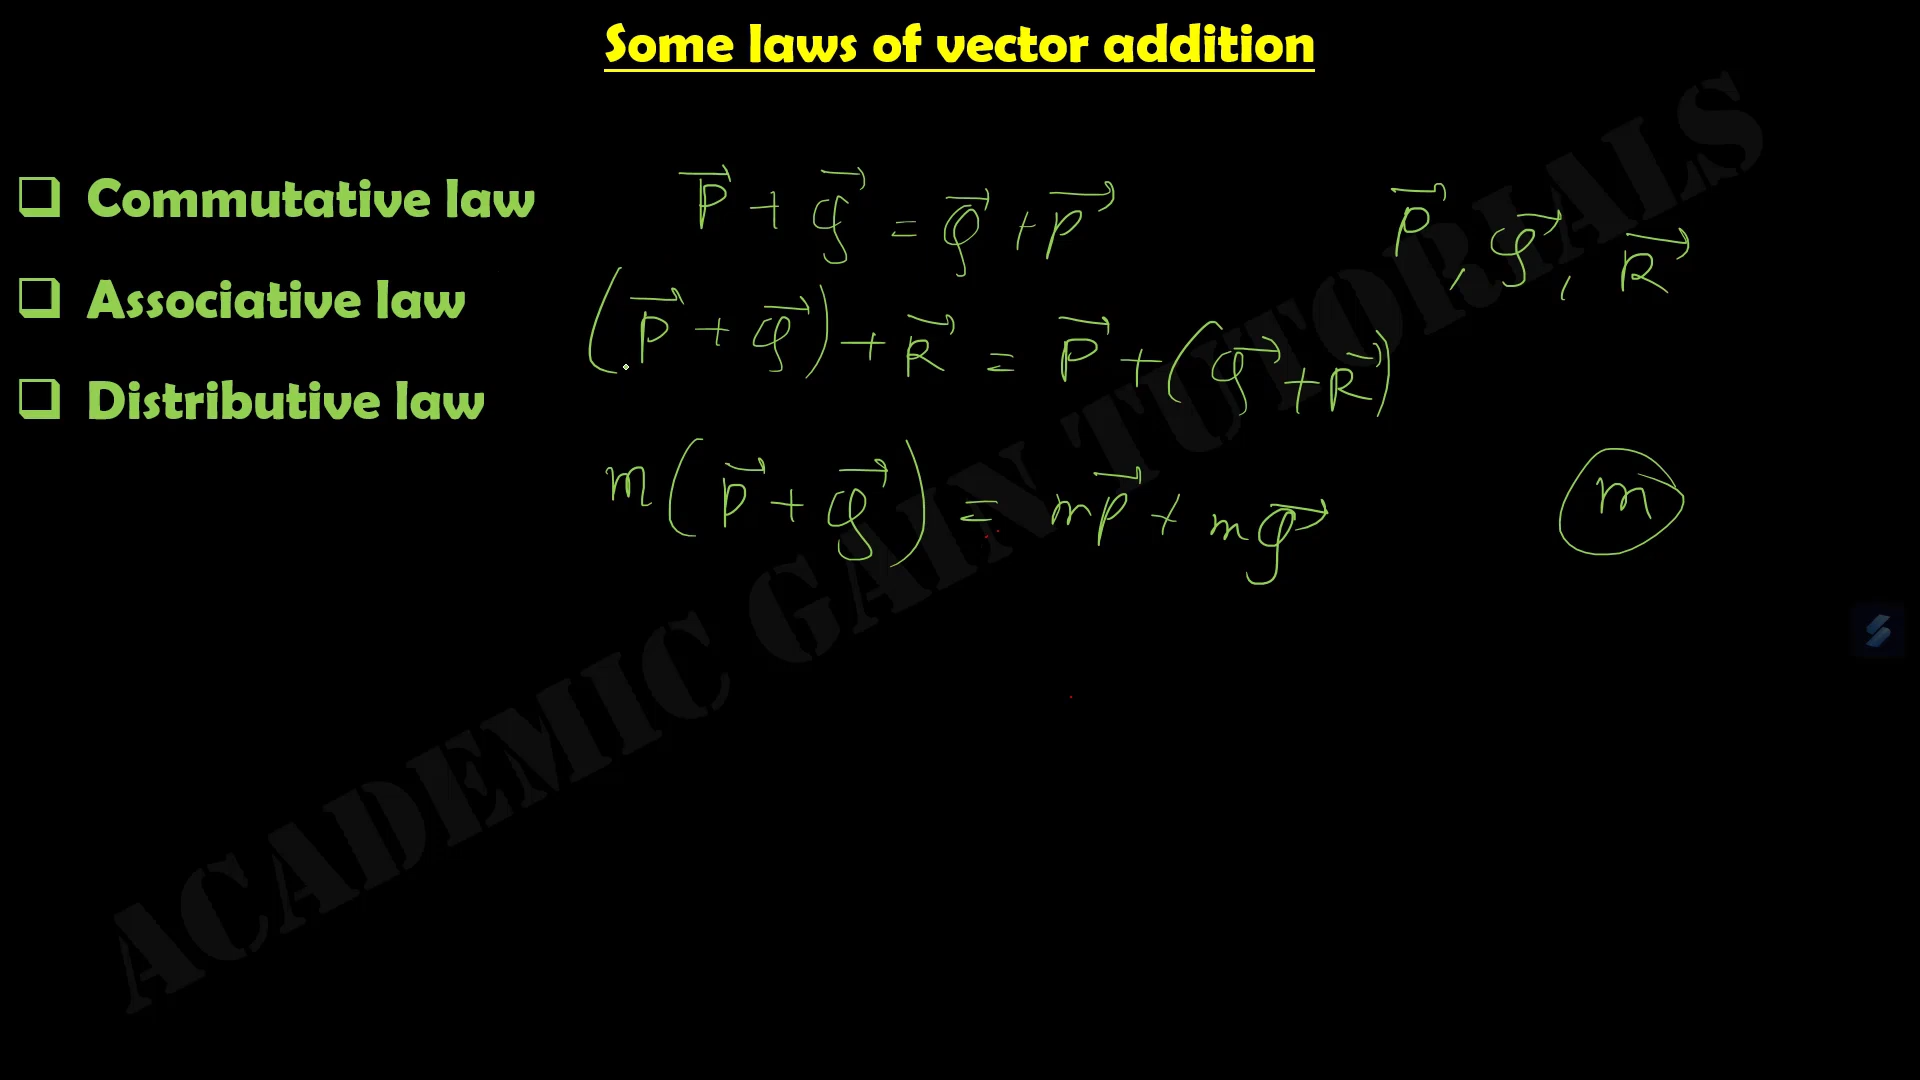 Some laws of vector addition
❑ Commutative law
P⃗ + Q⃗ = Q⃗ + P⃗
P⃗, Q⃗, R⃗
❑ Associative law
(P⃗ + Q⃗) + R⃗ = P⃗ + (Q⃗ + R⃗)
❑ Distributive law
m(P⃗ + Q⃗) = mP⃗ + mQ⃗
m
ACADEMIC GAIN TUTORIALS